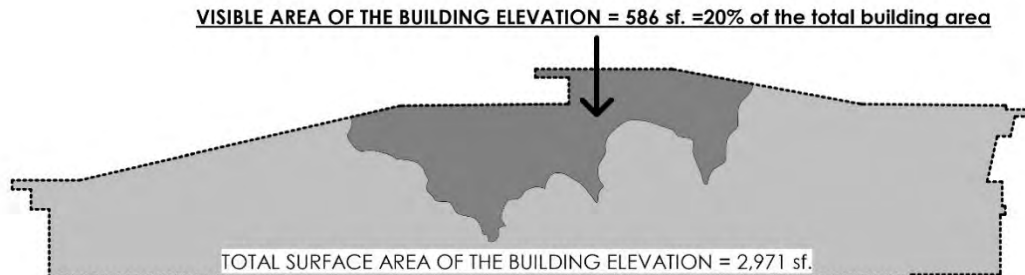 VISIBLE AREA OF THE BUILDING ELEVATION = 586 sf. =20% of the total building area
TOTAL SURFACE AREA OF THE BUILDING ELEVATION = 2,971 sf.